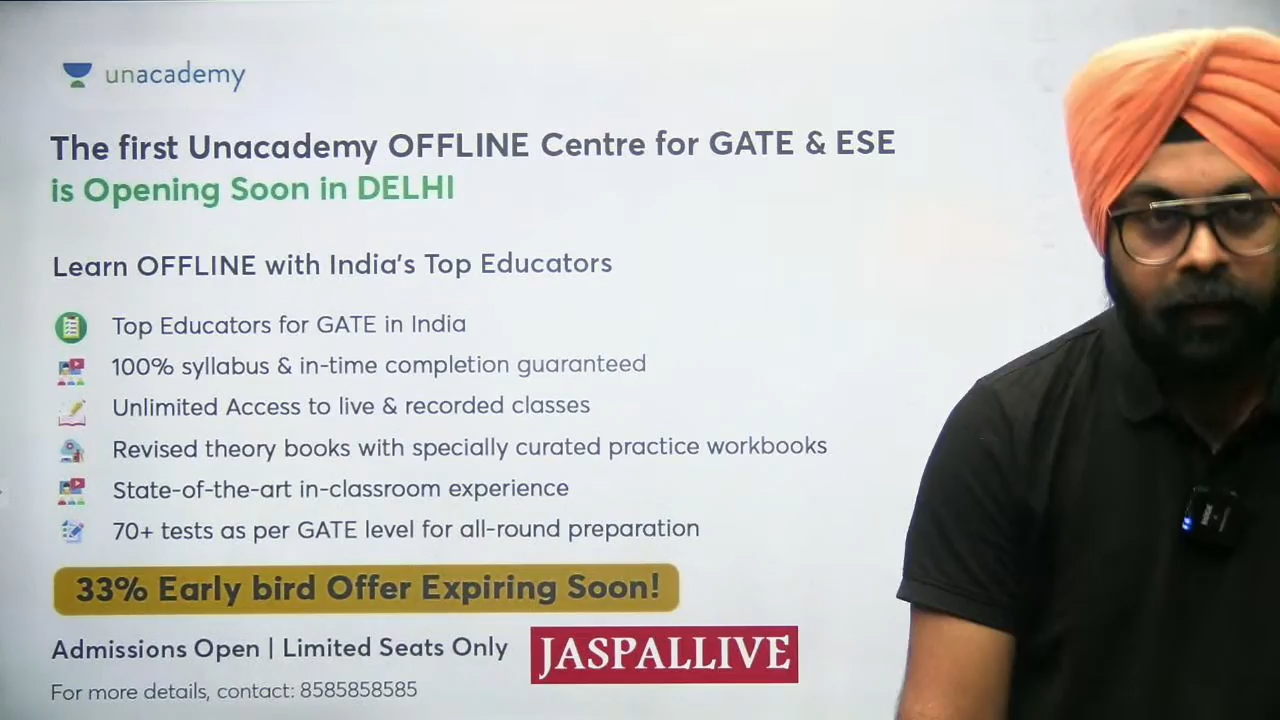 unacademy
The first Unacademy OFFLINE Centre for GATE & ESE
is Opening Soon in DELHI
Learn OFFLINE with India's Top Educators
Top Educators for GATE in India
100% syllabus & in-time completion guaranteed
Unlimited Access to live & recorded classes
Revised theory books with specially curated practice workbooks
State-of-the-art in-classroom experience
70+ tests as per GATE level for all-round preparation
33% Early bird Offer Expiring Soon!
Admissions Open | Limited Seats Only
JASPALLIVE
For more details, contact: 8585858585